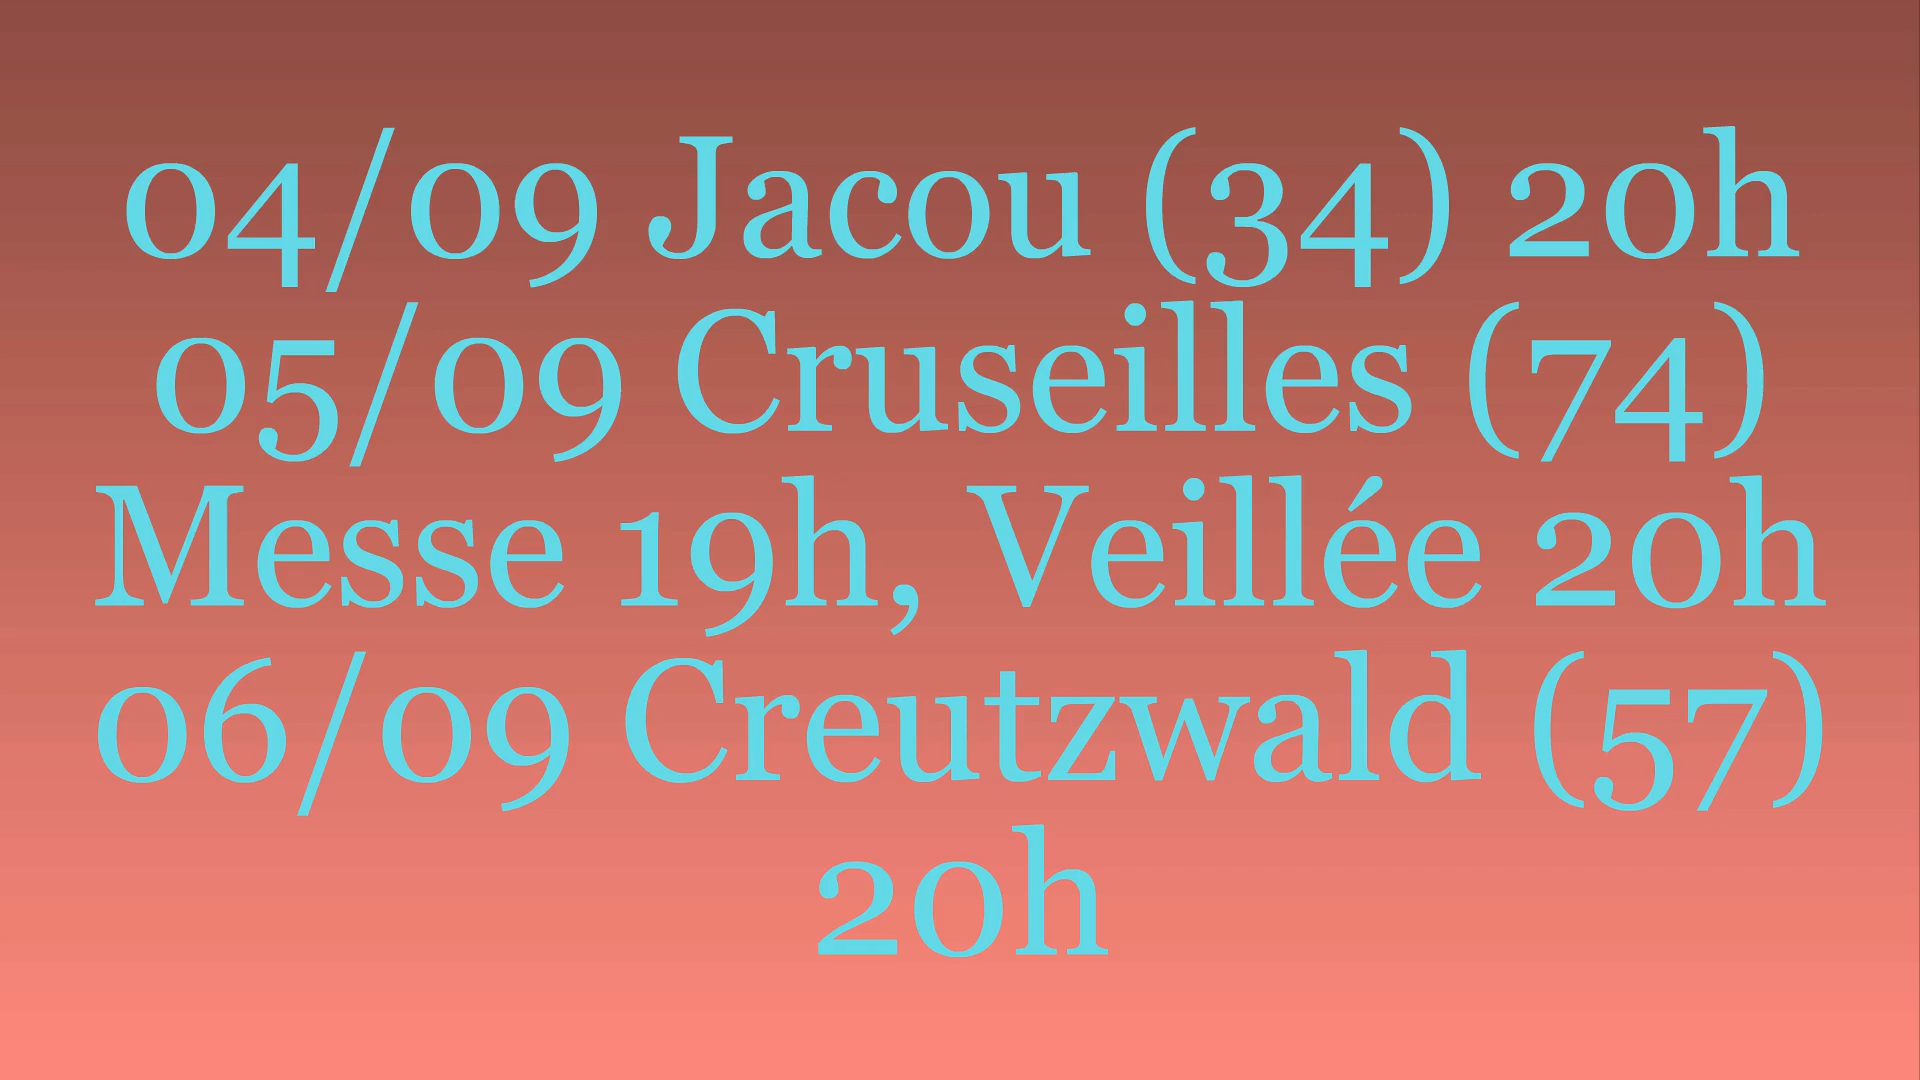 04/09 Jacou (34) 20h
05/09 Cruseilles (74)
Messe 19h, Veillée 20h
06/09 Creutzwald (57)
20h